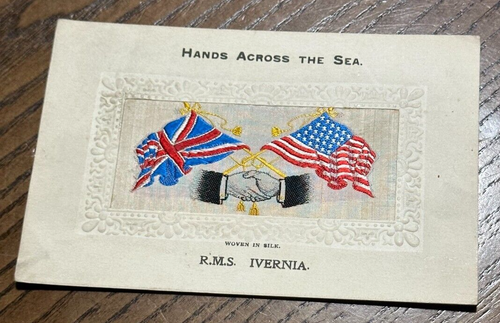 HANDS ACROSS THE SEA.
WOVEN IN SILK.
R.M.S. IVERNIA.